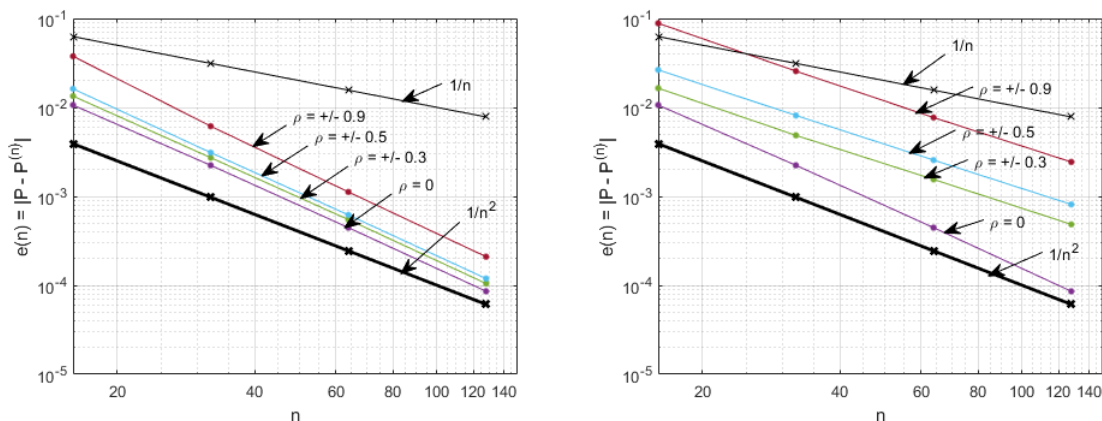 10^-1
10^-2
10^-3
10^-4
10^-5
e(n) = |P - P^(n)|
1/n
ρ = +/- 0.9
ρ = +/- 0.5
ρ = +/- 0.3
ρ = 0
1/n^2
20 40 60 80 100 120 140
n
10^-1
10^-2
10^-3
10^-4
10^-5
e(n) = |P - P^(n)|
1/n
ρ = +/- 0.9
ρ = +/- 0.5
ρ = +/- 0.3
ρ = 0
1/n^2
20 40 60 80 100 120 140
n